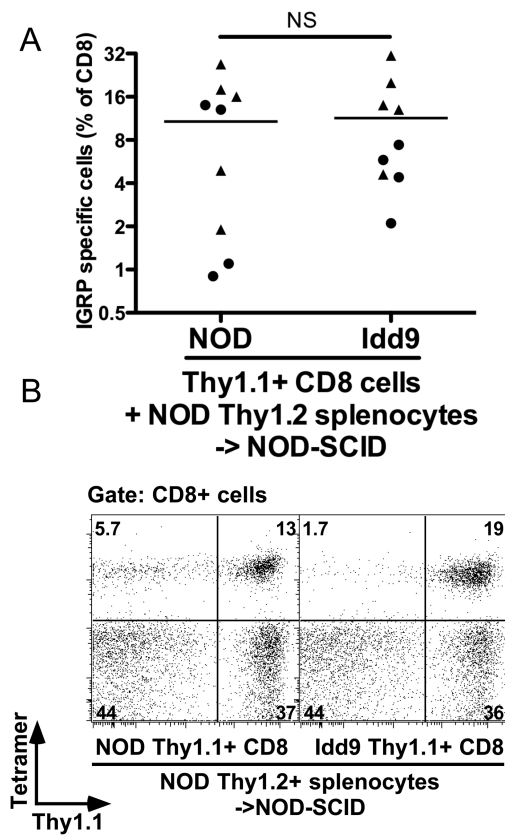 A
NS
IGRP specific cells (% of CD8)
32
16
8
4
2
1
0.5
NOD Idd9
Thy1.1+ CD8 cells
+ NOD Thy1.2 splenocytes
-> NOD-SCID
B
Gate: CD8+ cells
5.7 13 1.7 19
44 37 44 36
NOD Thy1.1+ CD8 Idd9 Thy1.1+ CD8
NOD Thy1.2+ splenocytes
->NOD-SCID
Tetramer
Thy1.1